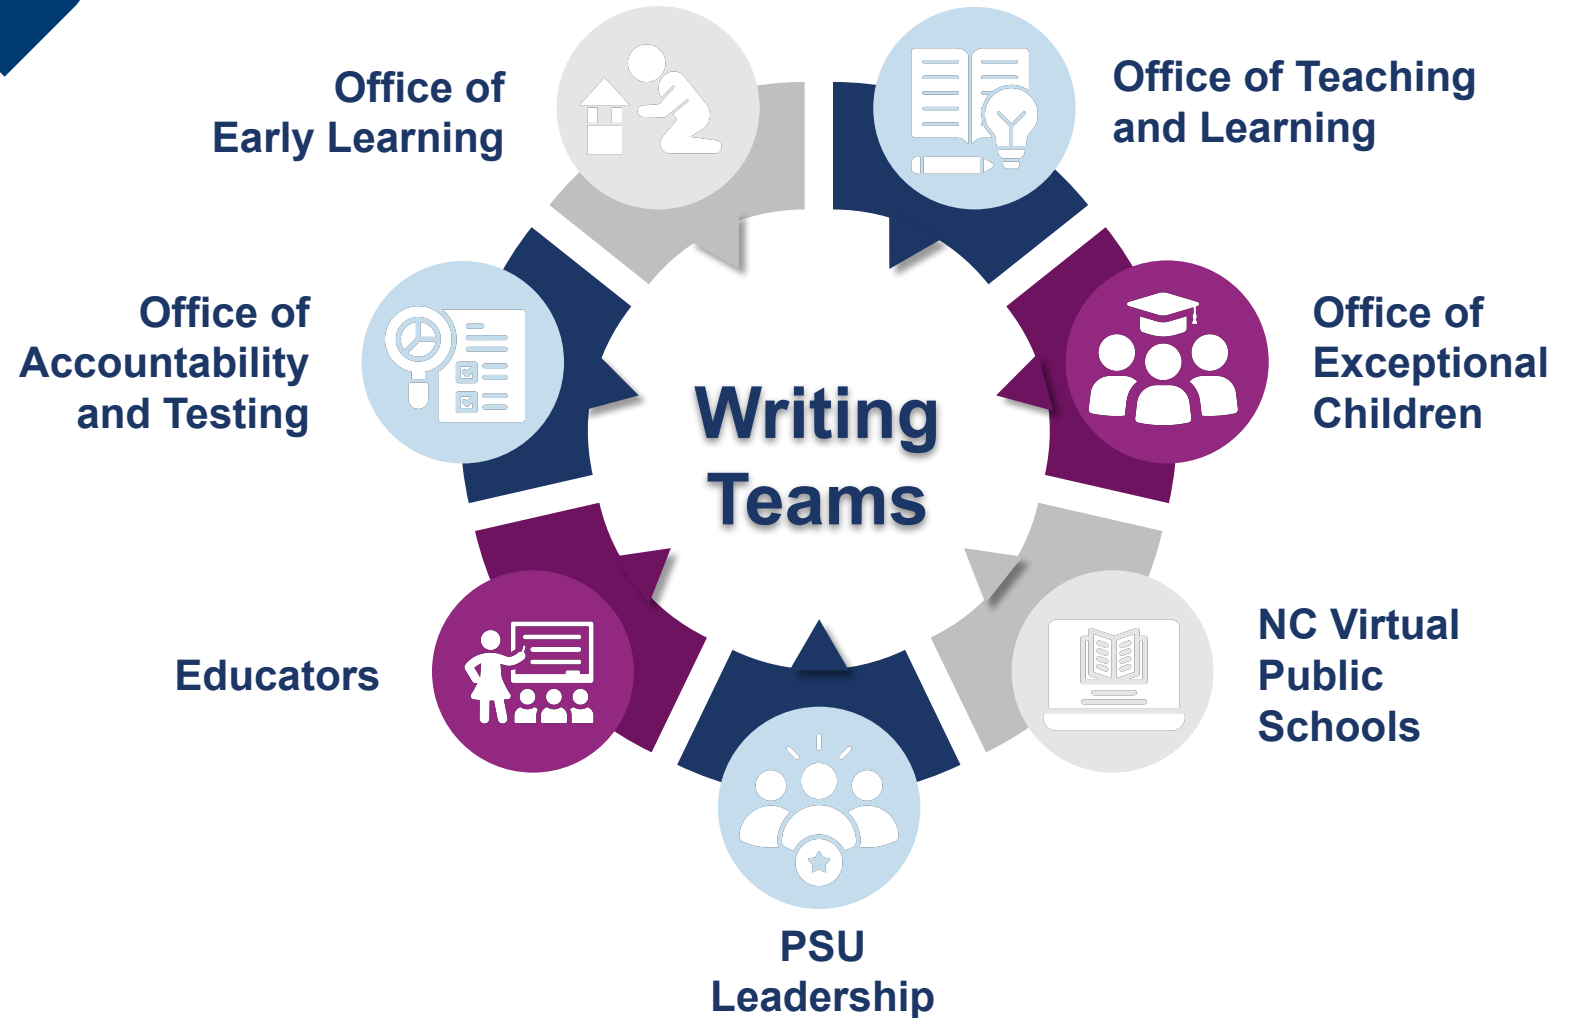 Office of
Early Learning
Office of Teaching
and Learning
Office of
Accountability
and Testing
Office of
Exceptional
Children
Writing
Teams
Educators
NC Virtual
Public
Schools
PSU
Leadership